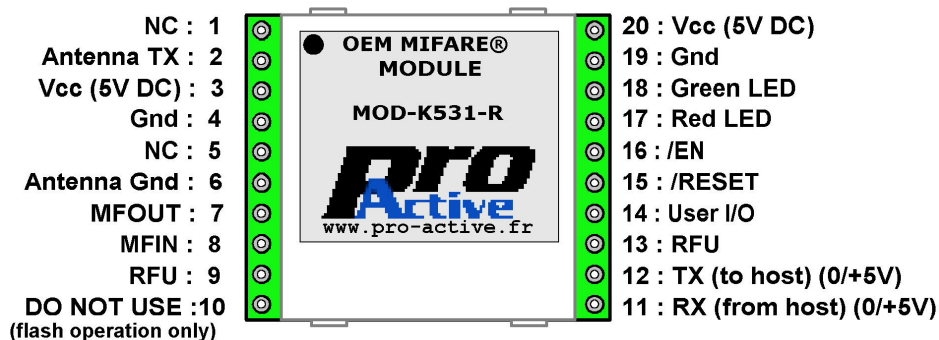 NC : 1
Antenna TX : 2
Vcc (5V DC) : 3
Gnd : 4
NC : 5
Antenna Gnd : 6
MFOUT : 7
MFIN : 8
RFU : 9
DO NOT USE :10
(flash operation only)
OEM MIFARE®
MODULE
MOD-K531-R
Pro
Active
www.pro-active.fr
20 : Vcc (5V DC)
19 : Gnd
18 : Green LED
17 : Red LED
16 : /EN
15 : /RESET
14 : User I/O
13 : RFU
12 : TX (to host) (0/+5V)
11 : RX (from host) (0/+5V)